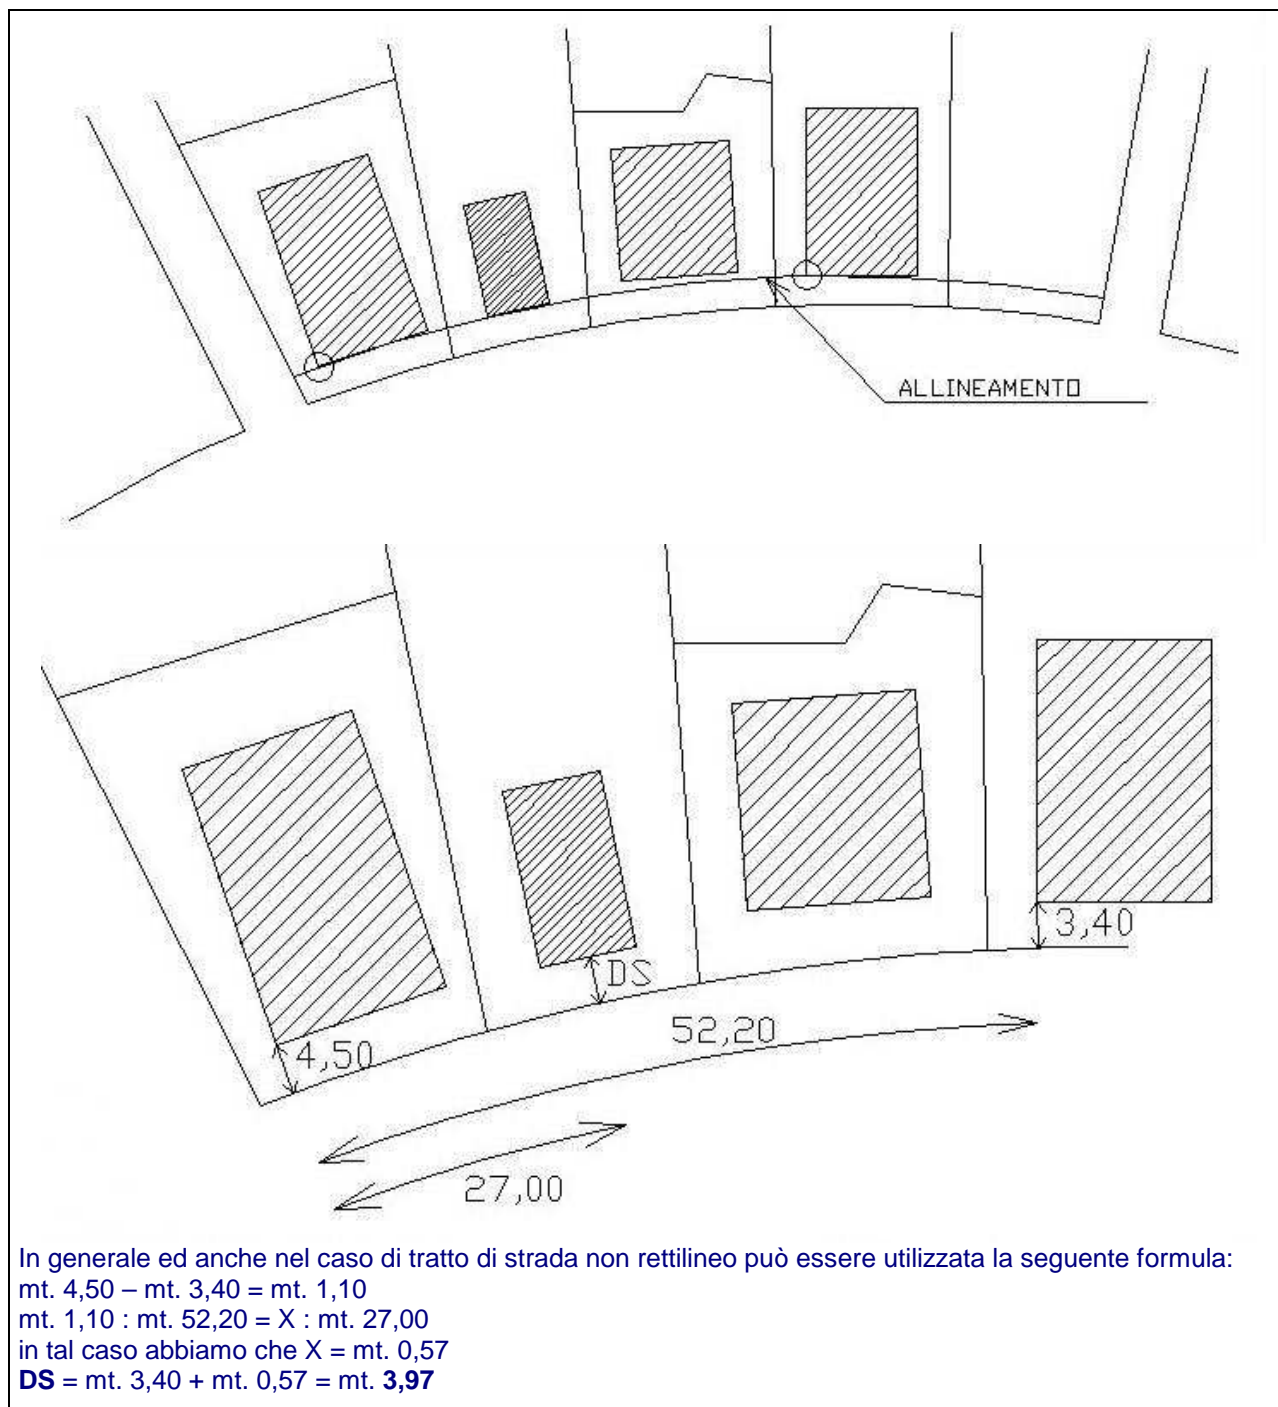 ALLINEAMENTO
3,40
DS
52,20
4,50
27,00
In generale ed anche nel caso di tratto di strada non rettilineo può essere utilizzata la seguente formula:
mt. 4,50 – mt. 3,40 = mt. 1,10
mt. 1,10 : mt. 52,20 = X : mt. 27,00
in tal caso abbiamo che X = mt. 0,57
DS = mt. 3,40 + mt. 0,57 = mt. 3,97